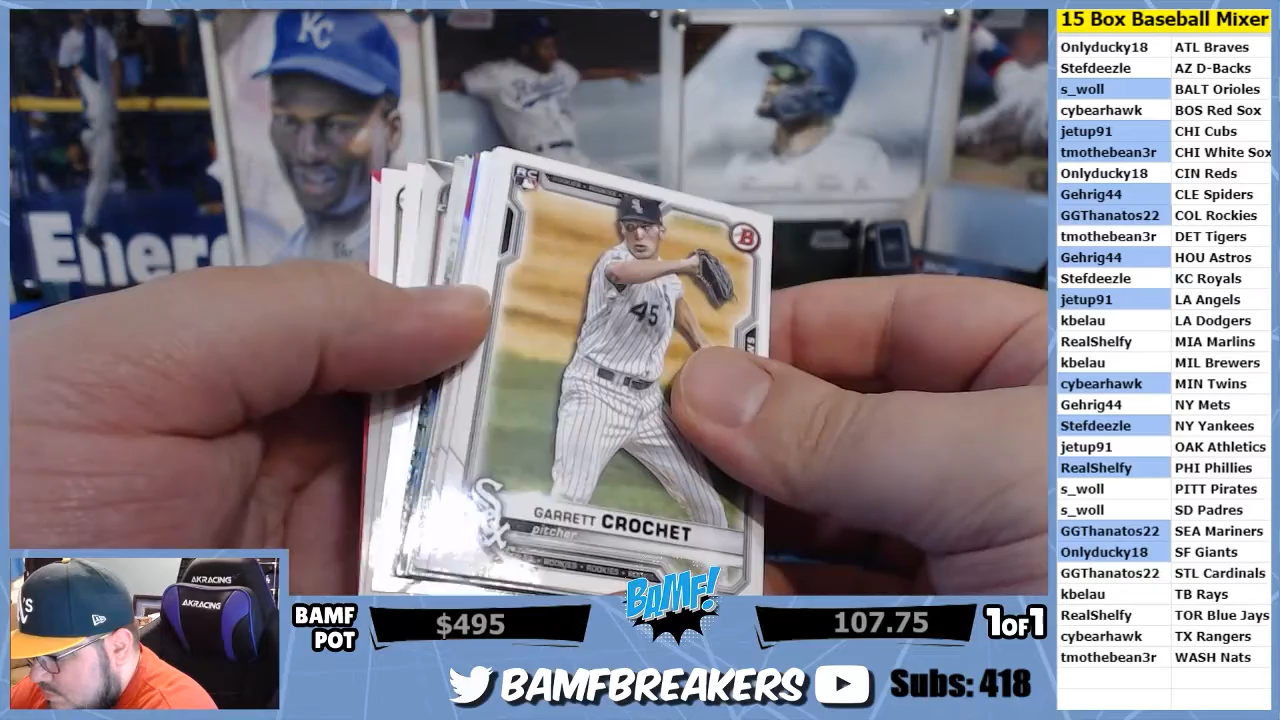 15 Box Baseball Mixer
Onlyducky18 ATL Braves
Stefdeezle AZ D-Backs
s_woll BALT Orioles
cybearhawk BOS Red Sox
jetup91 CHI Cubs
tmothebean3r CHI White Sox
Onlyducky18 CIN Reds
Gehrig44 CLE Spiders
GGThanatos22 COL Rockies
tmothebean3r DET Tigers
Gehrig44 HOU Astros
Stefdeezle KC Royals
jetup91 LA Angels
kbelau LA Dodgers
RealShelfy MIA Marlins
kbelau MIL Brewers
cybearhawk MIN Twins
Gehrig44 NY Mets
Stefdeezle NY Yankees
jetup91 OAK Athletics
RealShelfy PHI Phillies
s_woll PITT Pirates
s_woll SD Padres
GGThanatos22 SEA Mariners
Onlyducky18 SF Giants
GGThanatos22 STL Cardinals
kbelau TB Rays
RealShelfy TOR Blue Jays
cybearhawk TX Rangers
tmothebean3r WASH Nats
KC
Ener
RC
B
45
Sox
GARRETT CROCHET
pitcher
AKRACING
AKRACING
BAMF POT
$495
BAMF!
107.75
1OF1
BAMFBREAKERS
Subs: 418